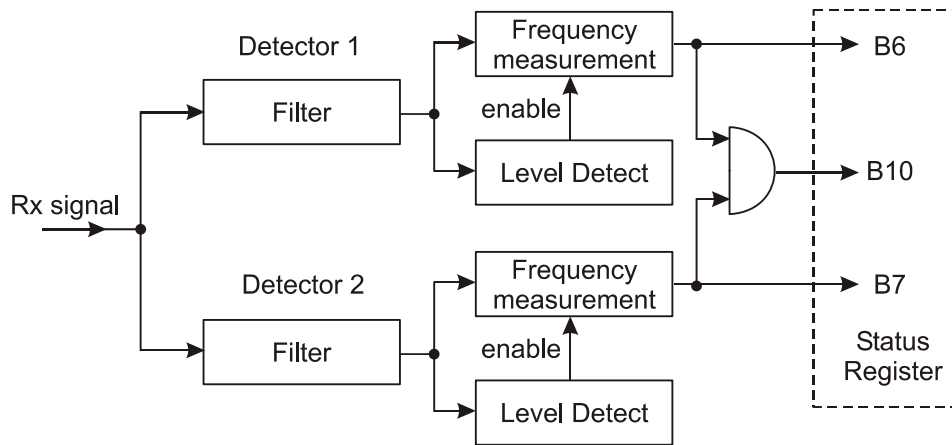 Detector 1
Frequency
measurement
B6
Filter
enable
Level Detect
B10
Rx signal
Detector 2
Frequency
measurement
B7
Filter
enable
Status
Register
Level Detect